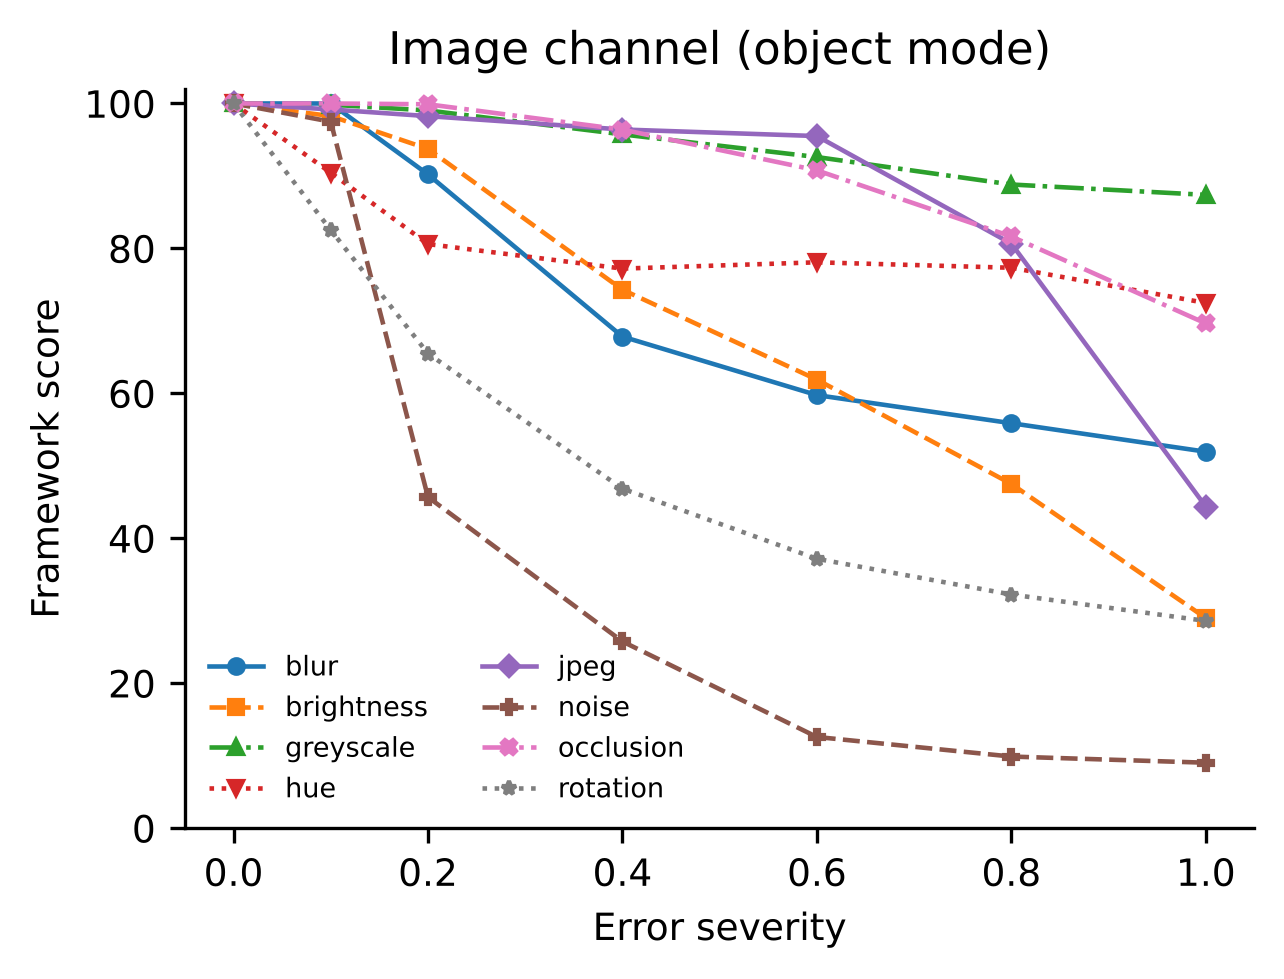 Image channel (object mode)
100
80
60
40
20
0
Framework score
blur
brightness
greyscale
hue
jpeg
noise
occlusion
rotation
0.0 0.2 0.4 0.6 0.8 1.0
Error severity